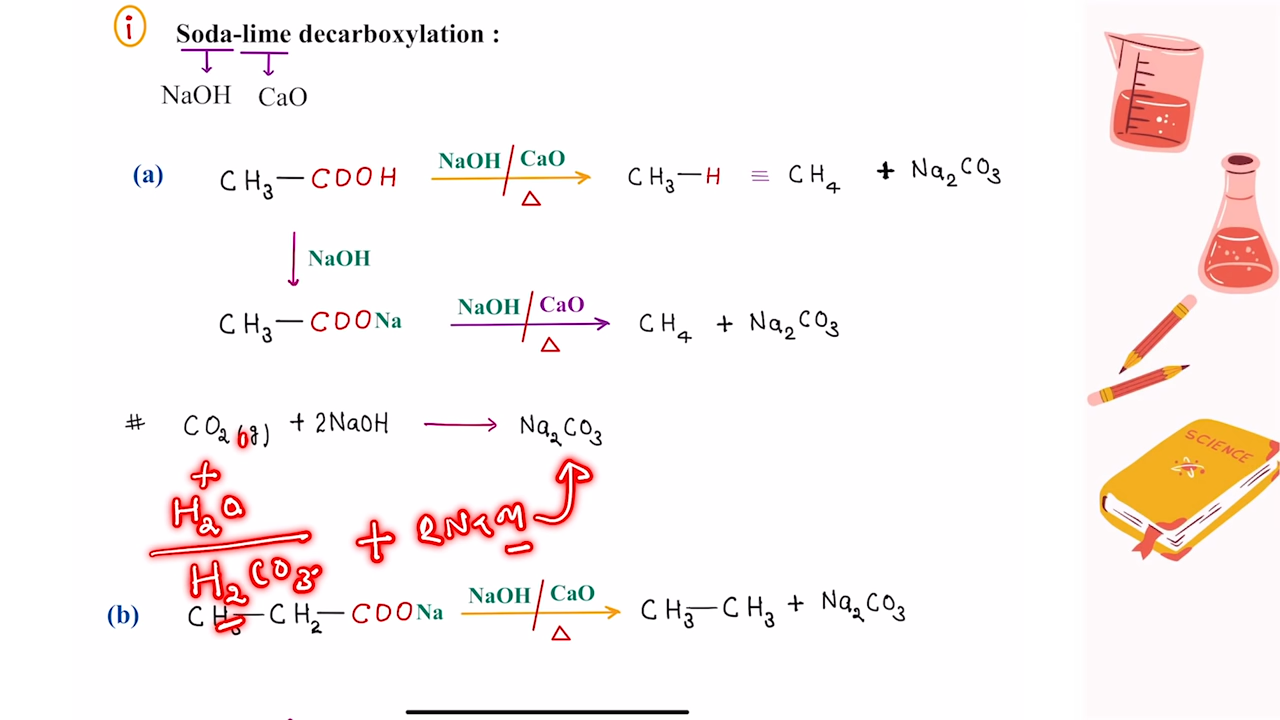 i Soda-lime decarboxylation :
NaOH CaO
(a) CH₃—COOH NaOH/CaO △ CH₃—H ≡ CH₄ + Na₂CO₃
NaOH
CH₃—COONa NaOH/CaO △ CH₄ + Na₂CO₃
# CO₂(g) + 2NaOH → Na₂CO₃
+
H₂O
+ 2Na
H₂CO₃
(b) CH₃—CH₂—COONa NaOH/CaO △ CH₃—CH₃ + Na₂CO₃
SCIENCE